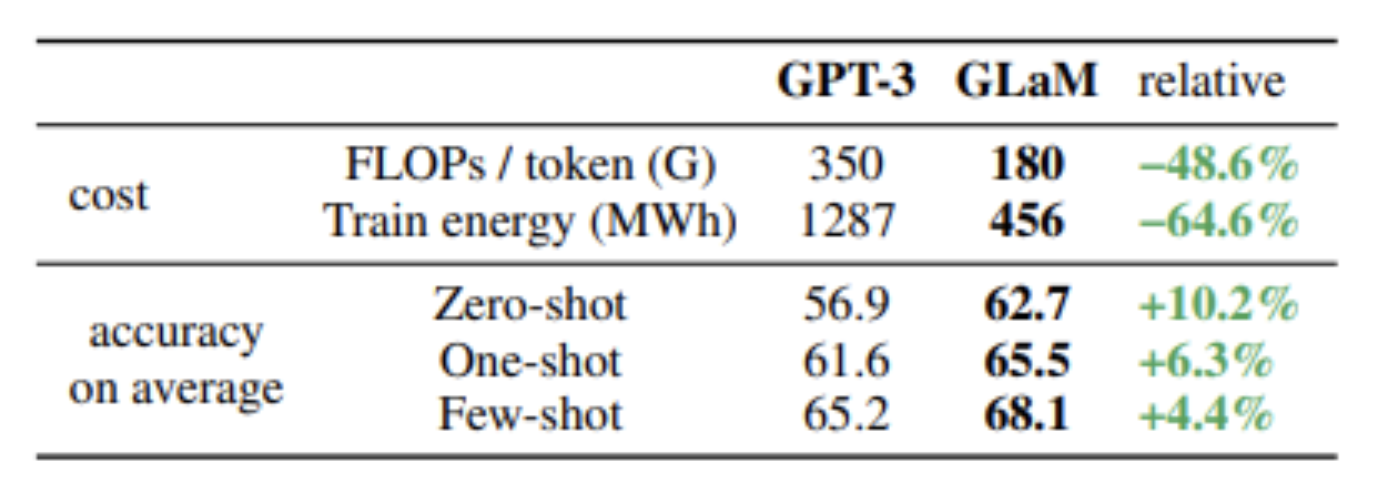 GPT-3 GLaM relative
cost
FLOPs / token (G) 350 180 −48.6%
Train energy (MWh) 1287 456 −64.6%
accuracy
on average
Zero-shot 56.9 62.7 +10.2%
One-shot 61.6 65.5 +6.3%
Few-shot 65.2 68.1 +4.4%